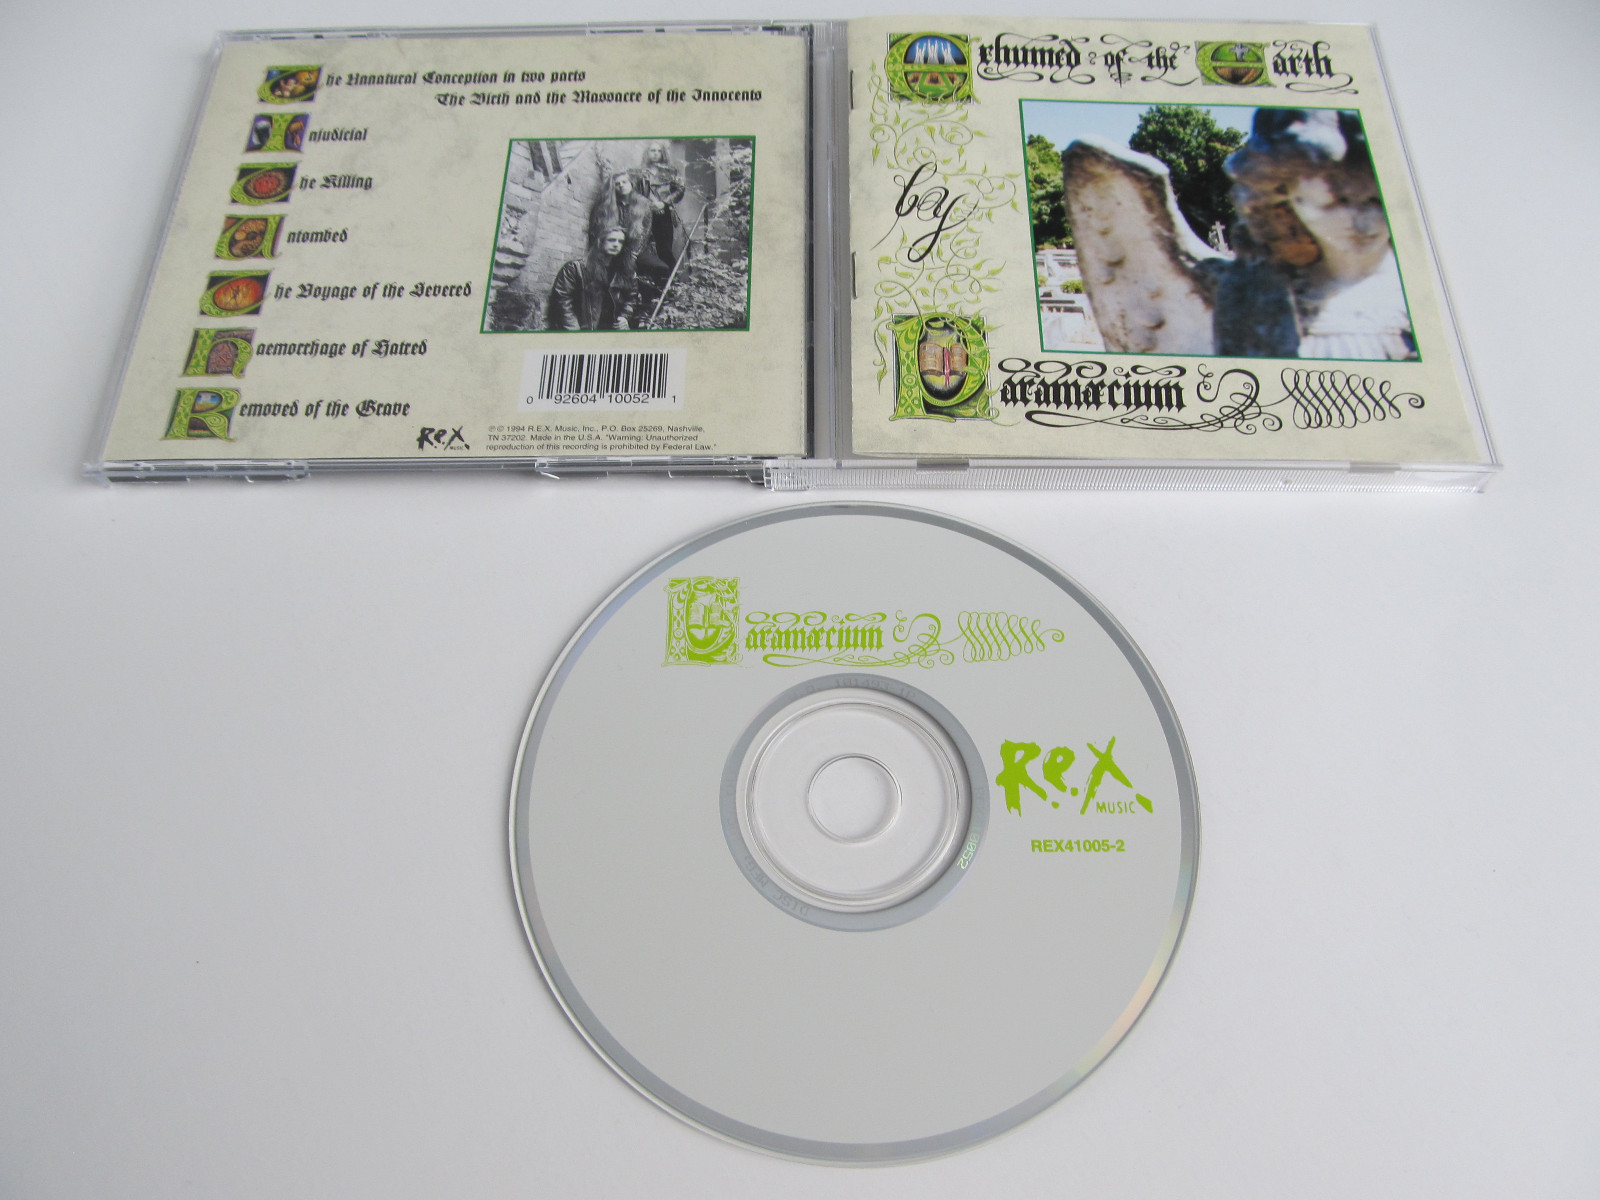 The Unnatural Conception in two parts
The Birth and the Massacre of the Innocents
Injudicial
The Killing
Untombed
The Voyage of the Severed
Haemorrhage of Hatred
Removed of the Grave
0 92604 10052 1
R.e.X.
MUSIC
℗ © 1994 R.E.X. Music, Inc., P.O. Box 25269, Nashville,
TN 37202. Made in the U.S.A. "Warning: Unauthorized
reproduction of this recording is prohibited by Federal Law."
Exhumed of the Earth
by
Paramæcium
Paramæcium
R.e.X.
MUSIC
REX41005-2